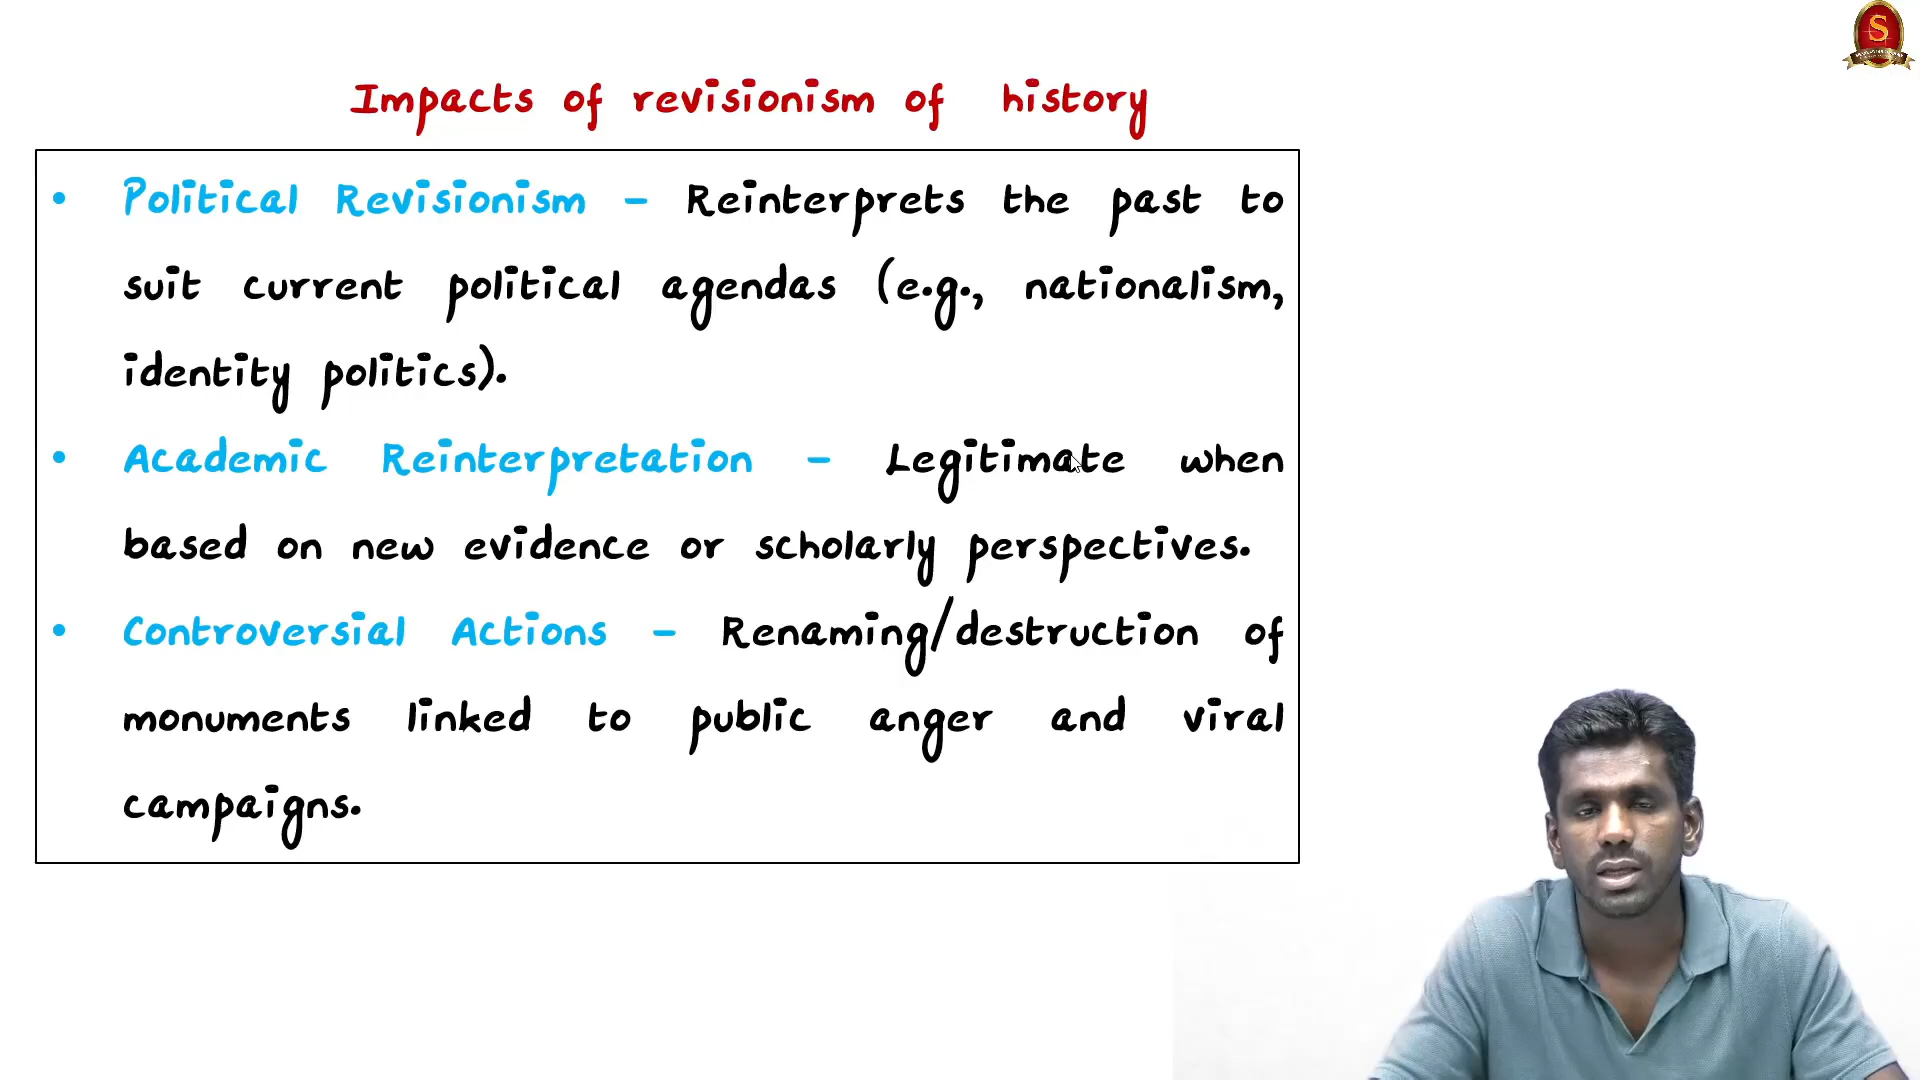 S
Impacts of revisionism of history
• Political Revisionism – Reinterprets the past to
suit current political agendas (e.g., nationalism,
identity politics).
• Academic Reinterpretation – Legitimate when
based on new evidence or scholarly perspectives.
• Controversial Actions – Renaming/destruction of
monuments linked to public anger and viral
campaigns.